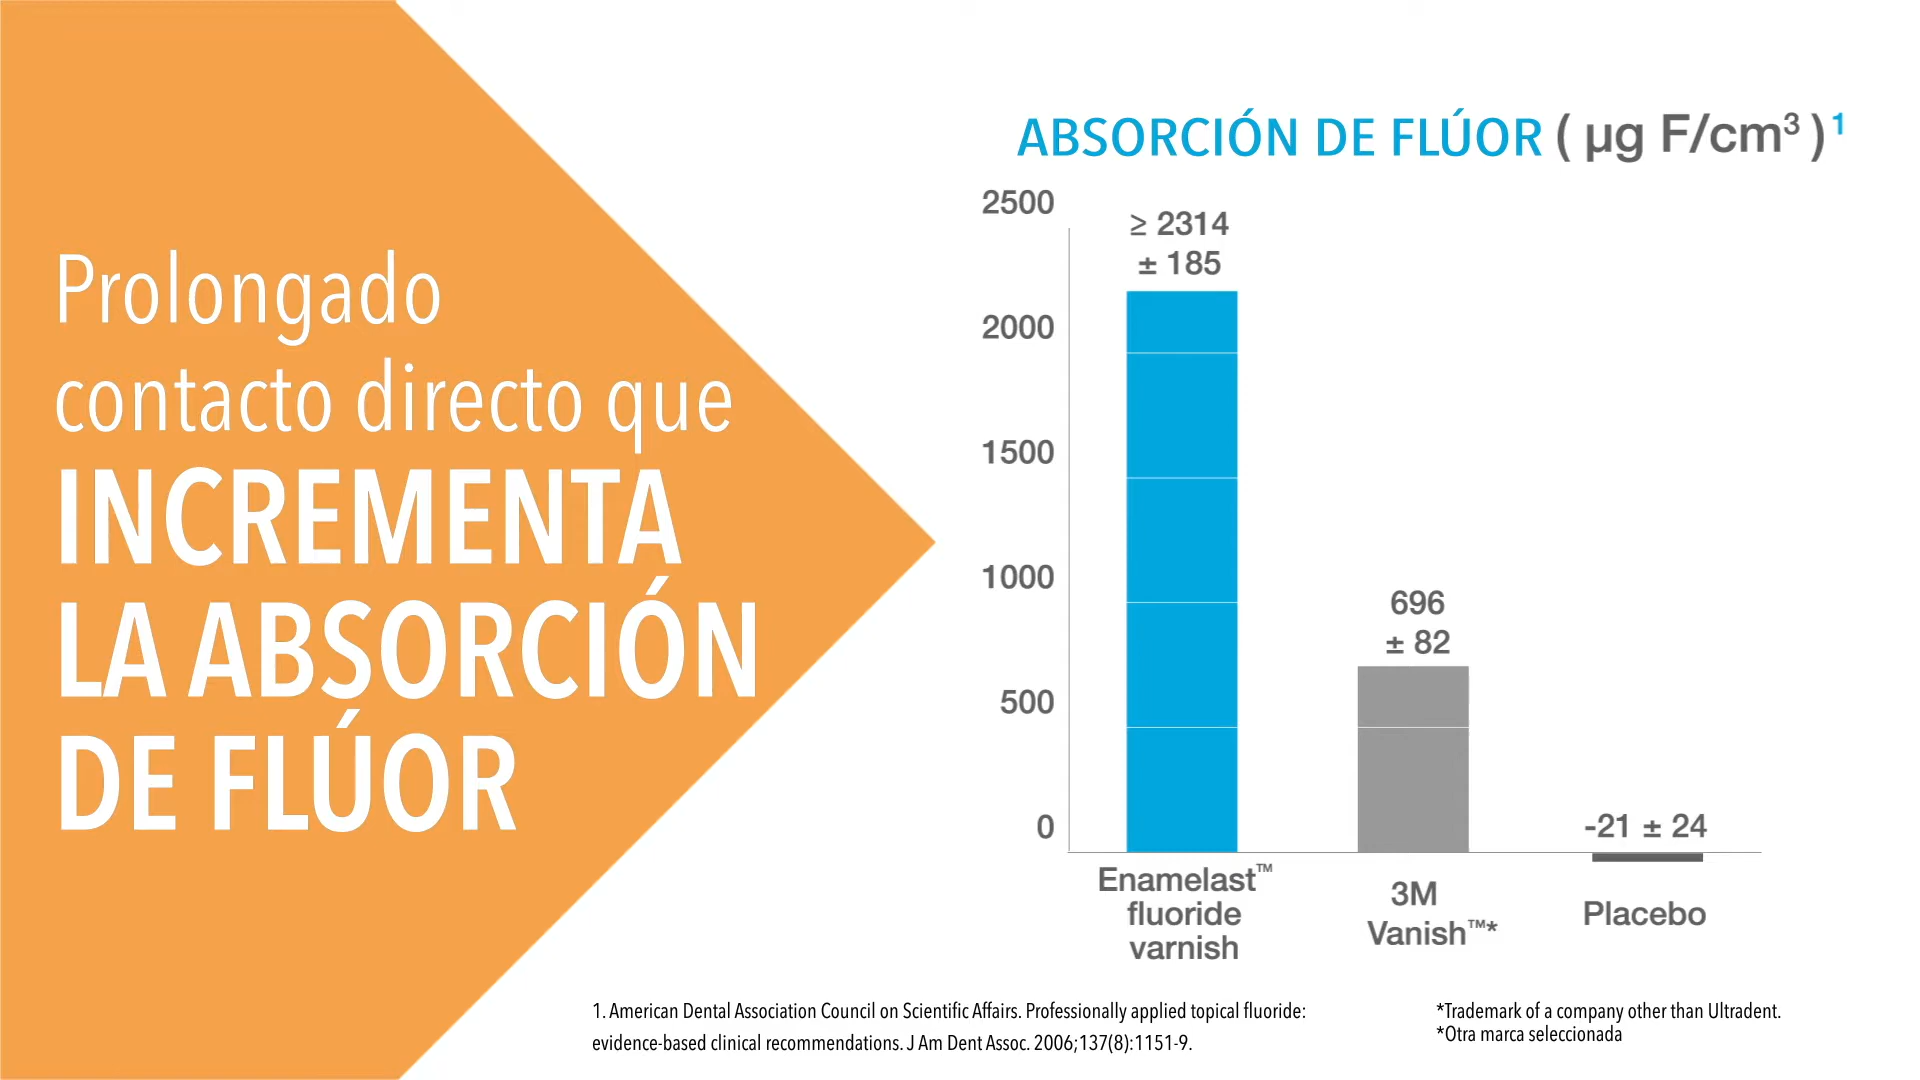 Prolongado
contacto directo que
INCREMENTA
LA ABSORCIÓN
DE FLÚOR
ABSORCIÓN DE FLÚOR ( µg F/cm³ )¹
2500
2000
1500
1000
500
0
≥ 2314
± 185
696
± 82
-21 ± 24
Enamelast™
fluoride
varnish
3M
Vanish™*
Placebo
1. American Dental Association Council on Scientific Affairs. Professionally applied topical fluoride:
evidence-based clinical recommendations. J Am Dent Assoc. 2006;137(8):1151-9.
*Trademark of a company other than Ultradent.
*Otra marca seleccionada